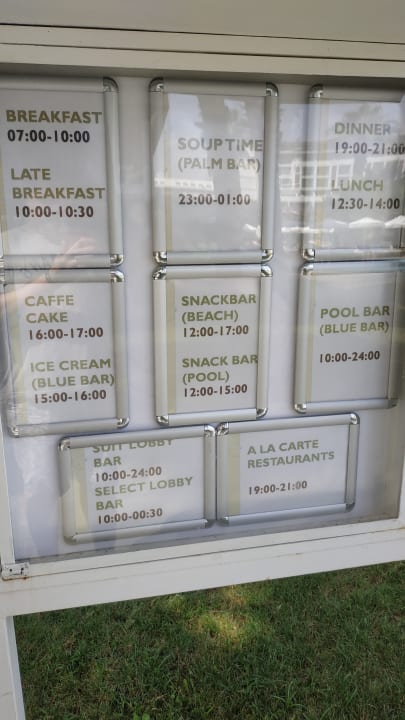 BREAKFAST
07:00-10:00
LATE
BREAKFAST
10:00-10:30
SOUP TIME
(PALM BAR)
23:00-01:00
DINNER
19:00-21:00
LUNCH
12:30-14:00
CAFFE
CAKE
16:00-17:00
ICE CREAM
(BLUE BAR)
15:00-16:00
SNACKBAR
(BEACH)
12:00-17:00
SNACK BAR
(POOL)
12:00-15:00
POOL BAR
(BLUE BAR)
10:00-24:00
SUIT LOBBY
BAR
10:00-24:00
SELECT LOBBY
BAR
10:00-00:30
A LA CARTE
RESTAURANTS
19:00-21:00